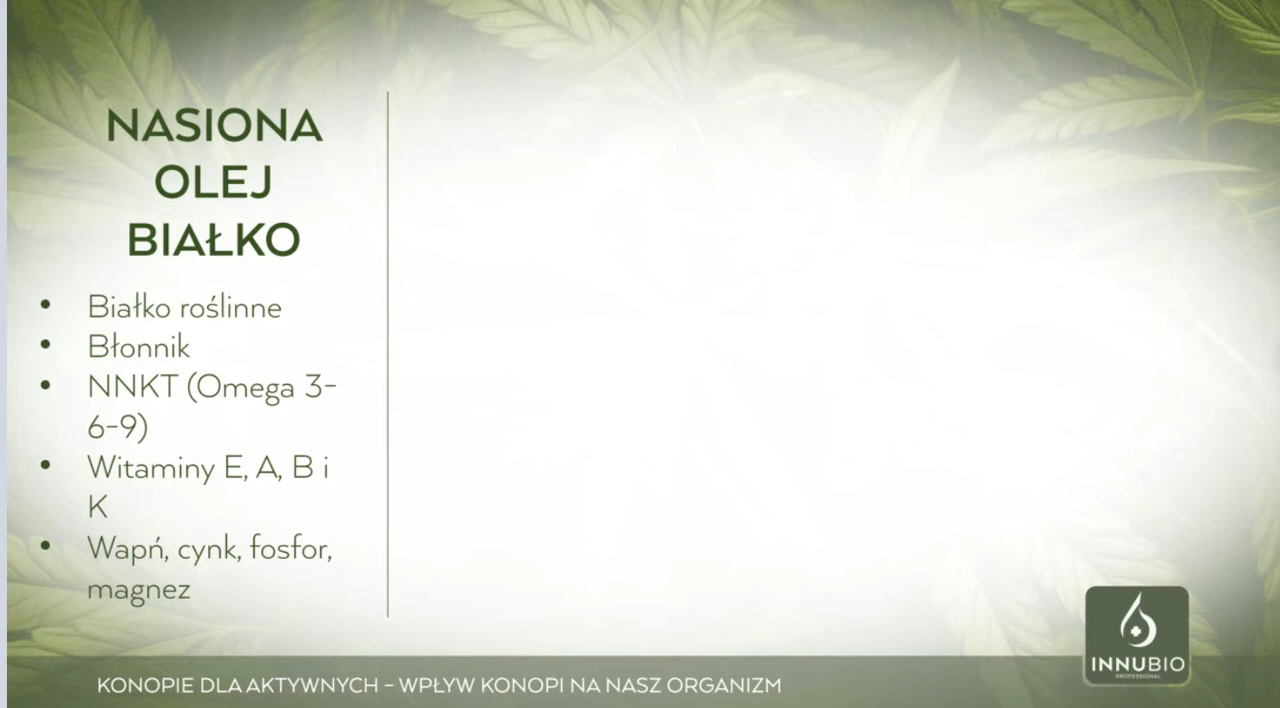 NASIONA
OLEJ
BIAŁKO
• Białko roślinne
• Błonnik
• NNKT (Omega 3-
6-9)
• Witaminy E, A, B i
K
• Wapń, cynk, fosfor,
magnez
INNUBIO
PROFESSIONAL
KONOPIE DLA AKTYWNYCH – WPŁYW KONOPI NA NASZ ORGANIZM